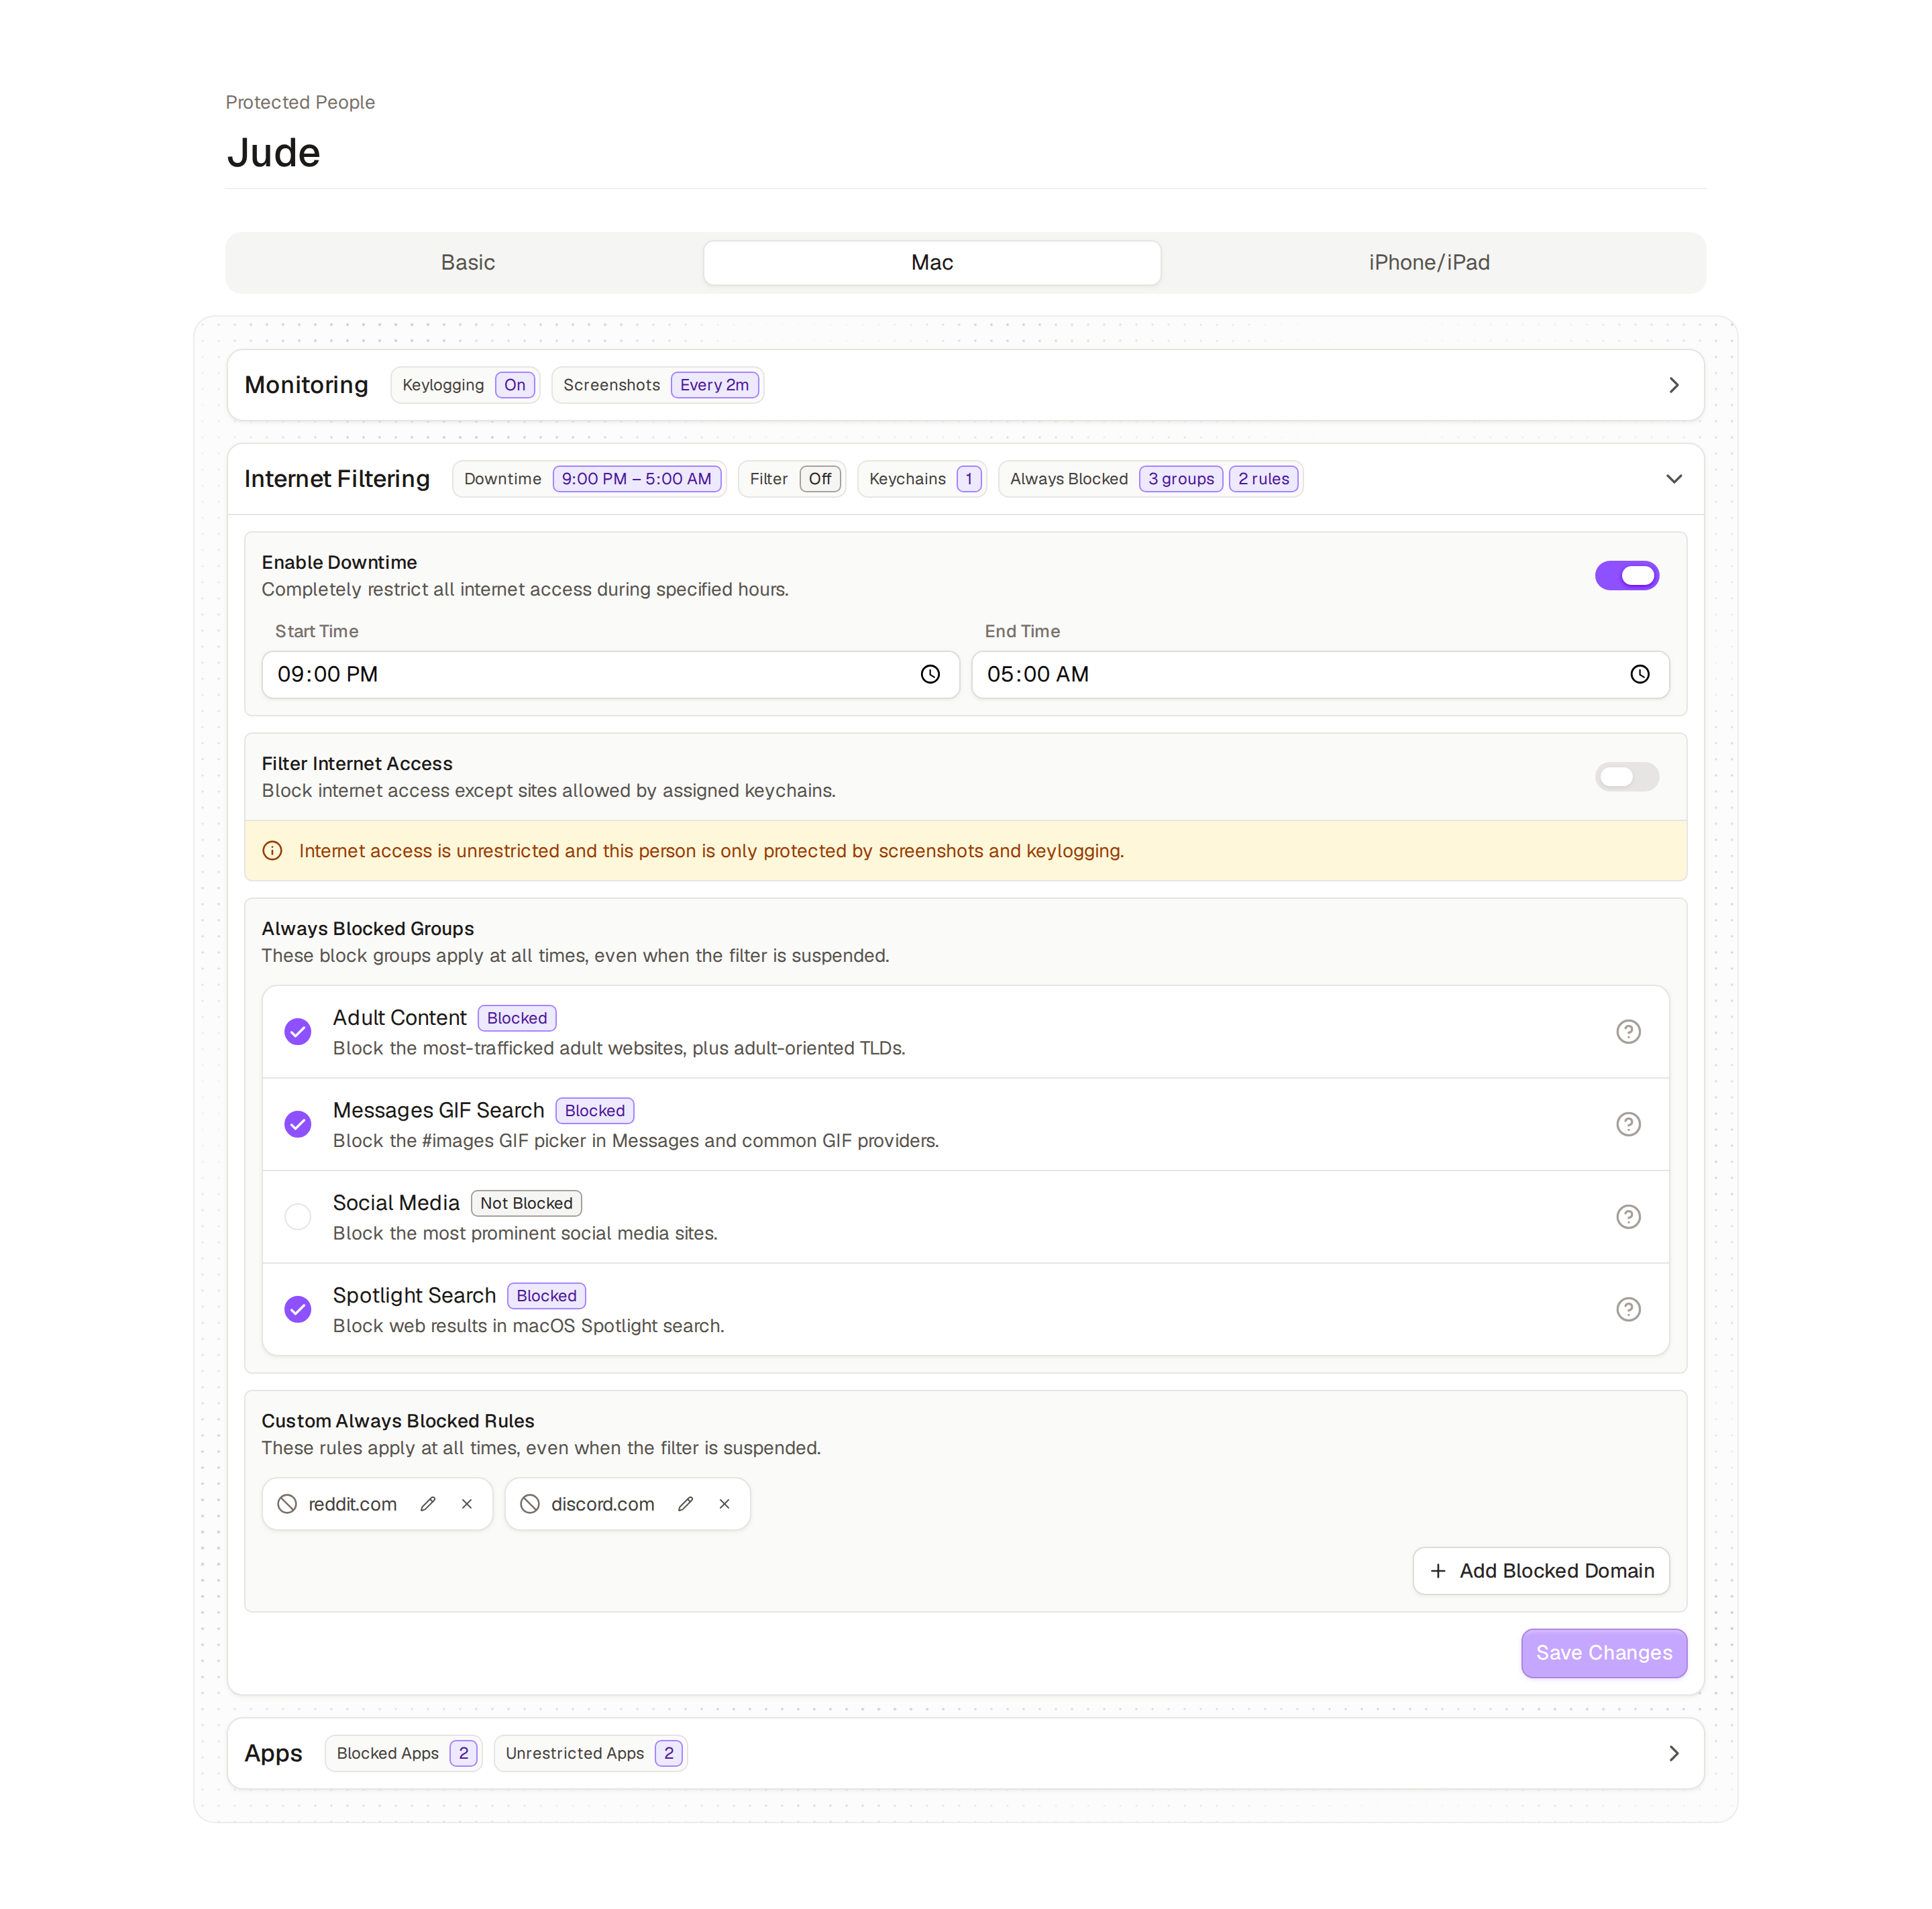 Protected People
Jude
Basic Mac iPhone/iPad
Monitoring Keylogging On Screenshots Every 2m
Internet Filtering Downtime 9:00 PM – 5:00 AM Filter Off Keychains 1 Always Blocked 3 groups 2 rules
Enable Downtime
Completely restrict all internet access during specified hours.
Start Time End Time
09:00 PM 05:00 AM
Filter Internet Access
Block internet access except sites allowed by assigned keychains.
Internet access is unrestricted and this person is only protected by screenshots and keylogging.
Always Blocked Groups
These block groups apply at all times, even when the filter is suspended.
Adult Content Blocked
Block the most-trafficked adult websites, plus adult-oriented TLDs.
Messages GIF Search Blocked
Block the #images GIF picker in Messages and common GIF providers.
Social Media Not Blocked
Block the most prominent social media sites.
Spotlight Search Blocked
Block web results in macOS Spotlight search.
Custom Always Blocked Rules
These rules apply at all times, even when the filter is suspended.
reddit.com discord.com
+ Add Blocked Domain
Save Changes
Apps Blocked Apps 2 Unrestricted Apps 2